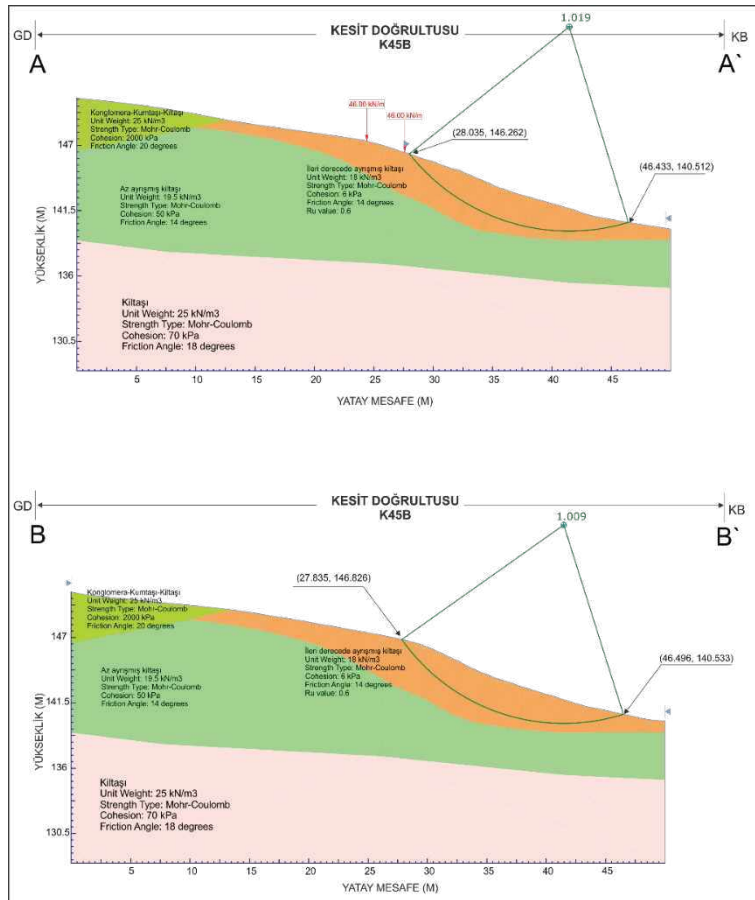 KESİT DOĞRULTUSU
K45B
GD
KB
A
A`
1.019
46.00 kN/m
46.00 kN/m
(28.035, 146.262)
(46.433, 140.512)
Konglomera-Kumtaşı-Kiltaşı
Unit Weight: 25 kN/m3
Strength Type: Mohr-Coulomb
Cohesion: 2000 kPa
Friction Angle: 20 degrees
Az ayrışmış kiltaşı
Unit Weight: 19.5 kN/m3
Strength Type: Mohr-Coulomb
Cohesion: 50 kPa
Friction Angle: 14 degrees
İleri derecede ayrışmış kiltaşı
Unit Weight: 18 kN/m3
Strength Type: Mohr-Coulomb
Cohesion: 6 kPa
Friction Angle: 14 degrees
Ru value: 0.6
Kiltaşı
Unit Weight: 25 kN/m3
Strength Type: Mohr-Coulomb
Cohesion: 70 kPa
Friction Angle: 18 degrees
YÜKSEKLİK (M)
147
141.5
136
130.5
5 10 15 20 25 30 35 40 45
YATAY MESAFE (M)
KESİT DOĞRULTUSU
K45B
GD
KB
B
B`
1.009
(27.835, 146.826)
(46.496, 140.533)
Konglomera-Kumtaşı-Kiltaşı
Unit Weight: 25 kN/m3
Strength Type: Mohr-Coulomb
Cohesion: 2000 kPa
Friction Angle: 20 degrees
Az ayrışmış kiltaşı
Unit Weight: 19.5 kN/m3
Strength Type: Mohr-Coulomb
Cohesion: 50 kPa
Friction Angle: 14 degrees
İleri derecede ayrışmış kiltaşı
Unit Weight: 18 kN/m3
Strength Type: Mohr-Coulomb
Cohesion: 6 kPa
Friction Angle: 14 degrees
Ru value: 0.6
Kiltaşı
Unit Weight: 25 kN/m3
Strength Type: Mohr-Coulomb
Cohesion: 70 kPa
Friction Angle: 18 degrees
YÜKSEKLİK (M)
147
141.5
136
130.5
5 10 15 20 25 30 35 40 45
YATAY MESAFE (M)